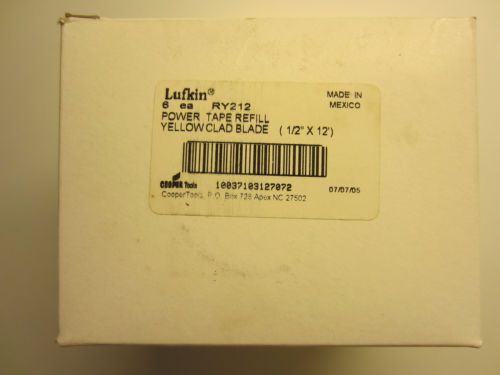 Lufkin®
MADE IN
MEXICO
6 ea RY212
POWER TAPE REFILL
YELLOW CLAD BLADE ( 1/2" X 12')
COOPER Tools
10037103127072
07/07/05
CooperTools, P.O. Box 728 Apex NC 27502